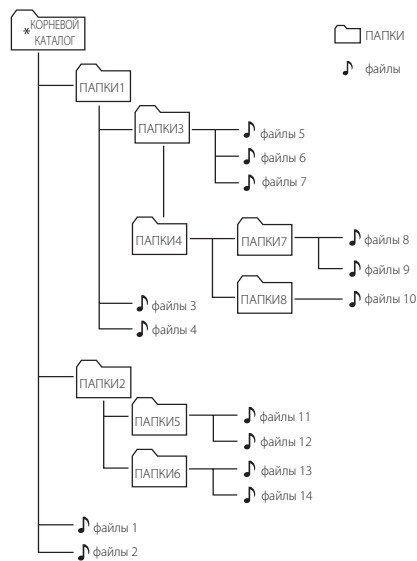 *КОРНЕВОЙ
КАТАЛОГ
ПАПКИ
файлы
ПАПКИ1
ПАПКИ3
файлы 5
файлы 6
файлы 7
ПАПКИ4
ПАПКИ7
файлы 8
файлы 9
ПАПКИ8
файлы 10
файлы 3
файлы 4
ПАПКИ2
ПАПКИ5
файлы 11
файлы 12
ПАПКИ6
файлы 13
файлы 14
файлы 1
файлы 2